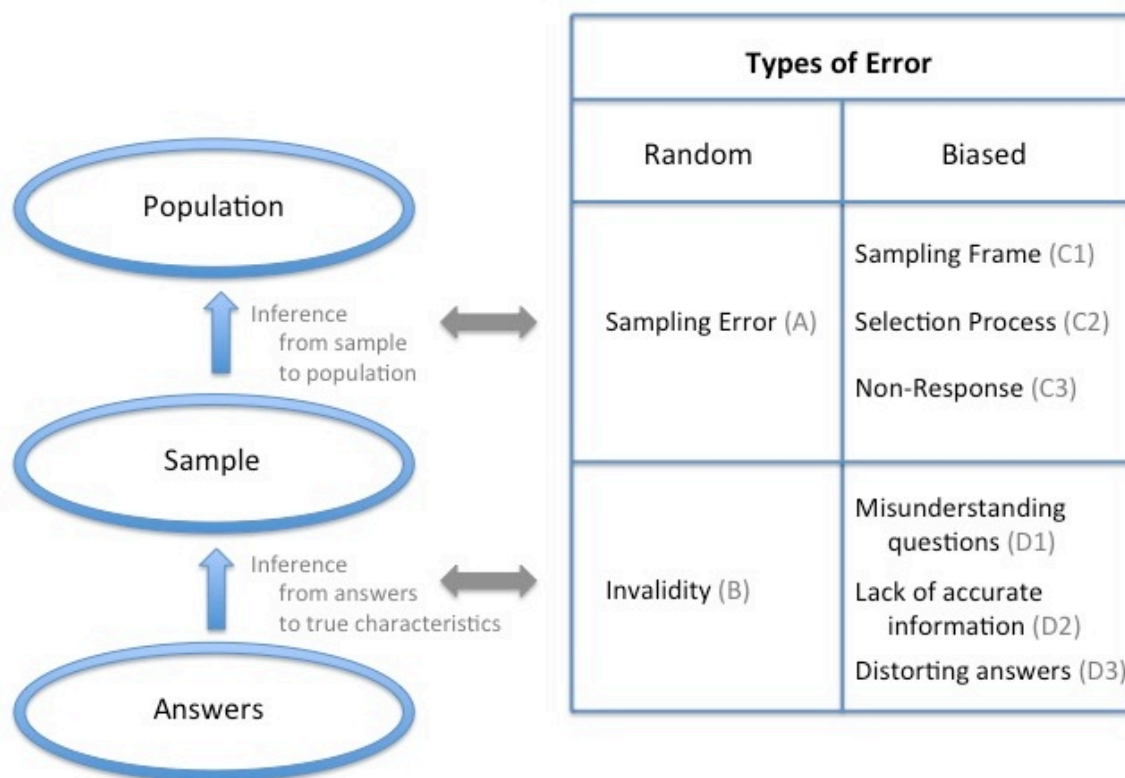 Population
Inference
from sample
to population
Sample
Inference
from answers
to true characteristics
Answers
Types of Error
Random
Biased
Sampling Error (A)
Sampling Frame (C1)
Selection Process (C2)
Non-Response (C3)
Invalidity (B)
Misunderstanding
questions (D1)
Lack of accurate
information (D2)
Distorting answers (D3)